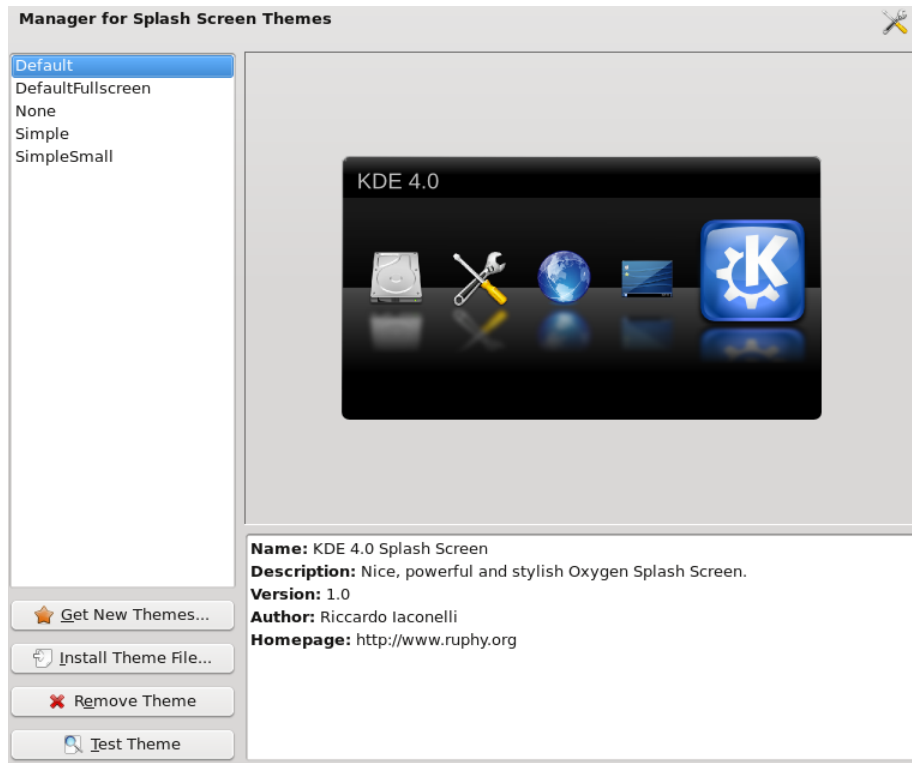 Manager for Splash Screen Themes
Default
DefaultFullscreen
None
Simple
SimpleSmall
KDE 4.0
Name: KDE 4.0 Splash Screen
Description: Nice, powerful and stylish Oxygen Splash Screen.
Version: 1.0
Author: Riccardo Iaconelli
Homepage: http://www.ruphy.org
Get New Themes...
Install Theme File...
Remove Theme
Test Theme